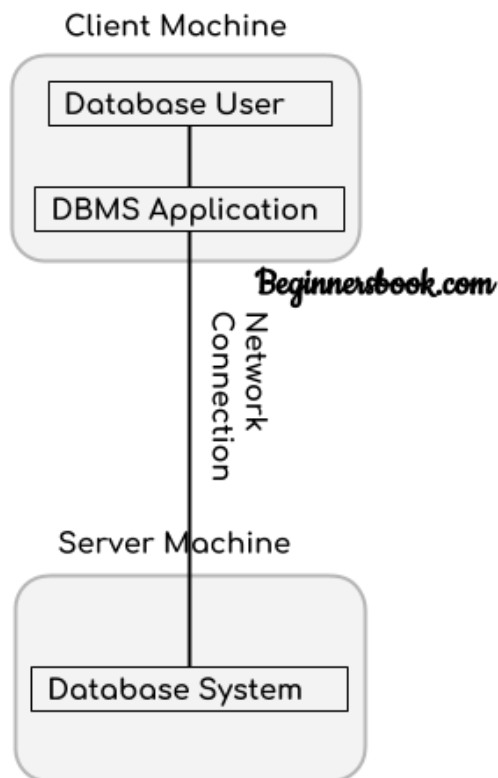 Client Machine
Database User
DBMS Application
Beginnersbook.com
Network
Connection
Server Machine
Database System